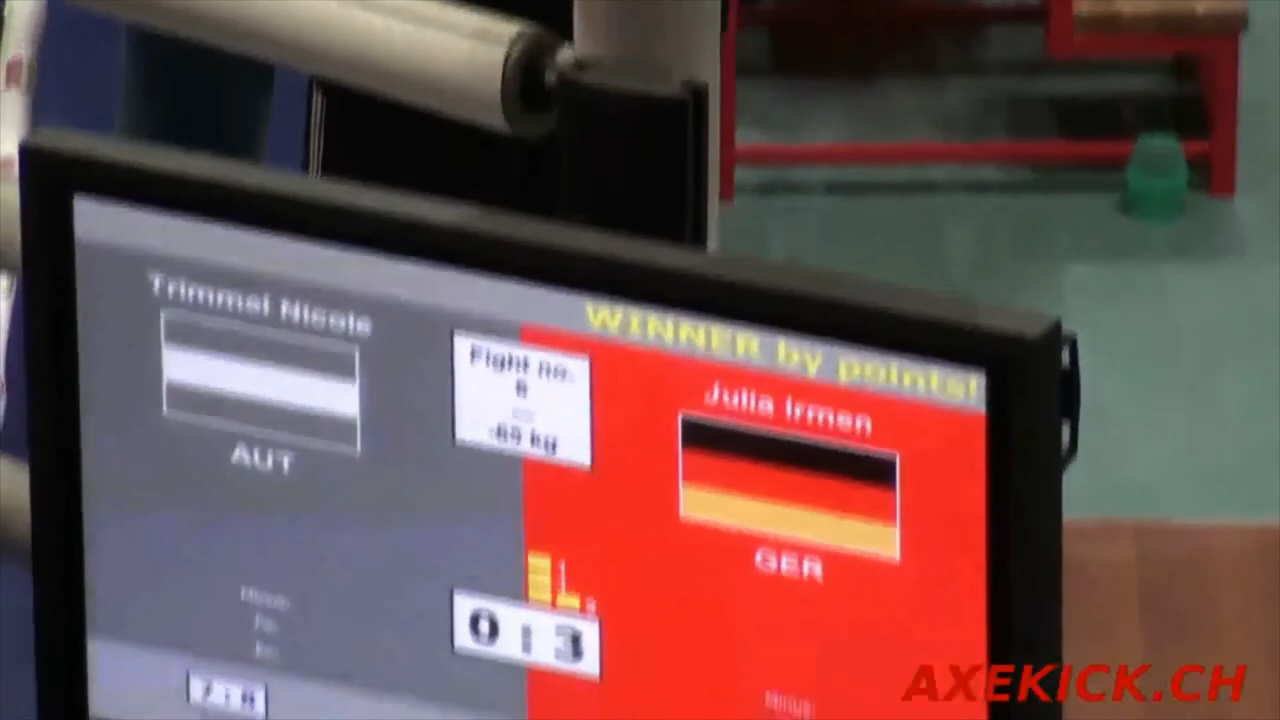 Trimmel Nicole
WINNER by points!
AUT
Fight no.
-69 kg
Julia Irmen
GER
0 : 3
AXEKICK.CH